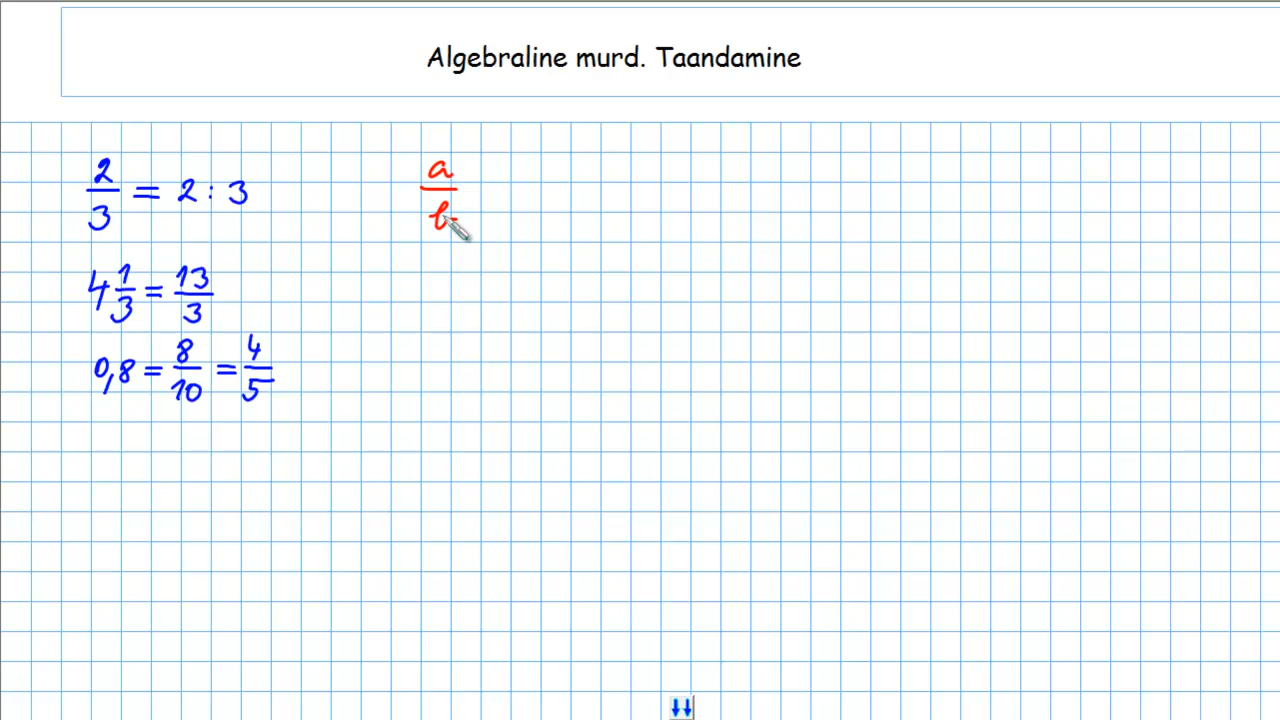 Algebraline murd. Taandamine
2/3 = 2 : 3
a/b
4 1/3 = 13/3
0,8 = 8/10 = 4/5